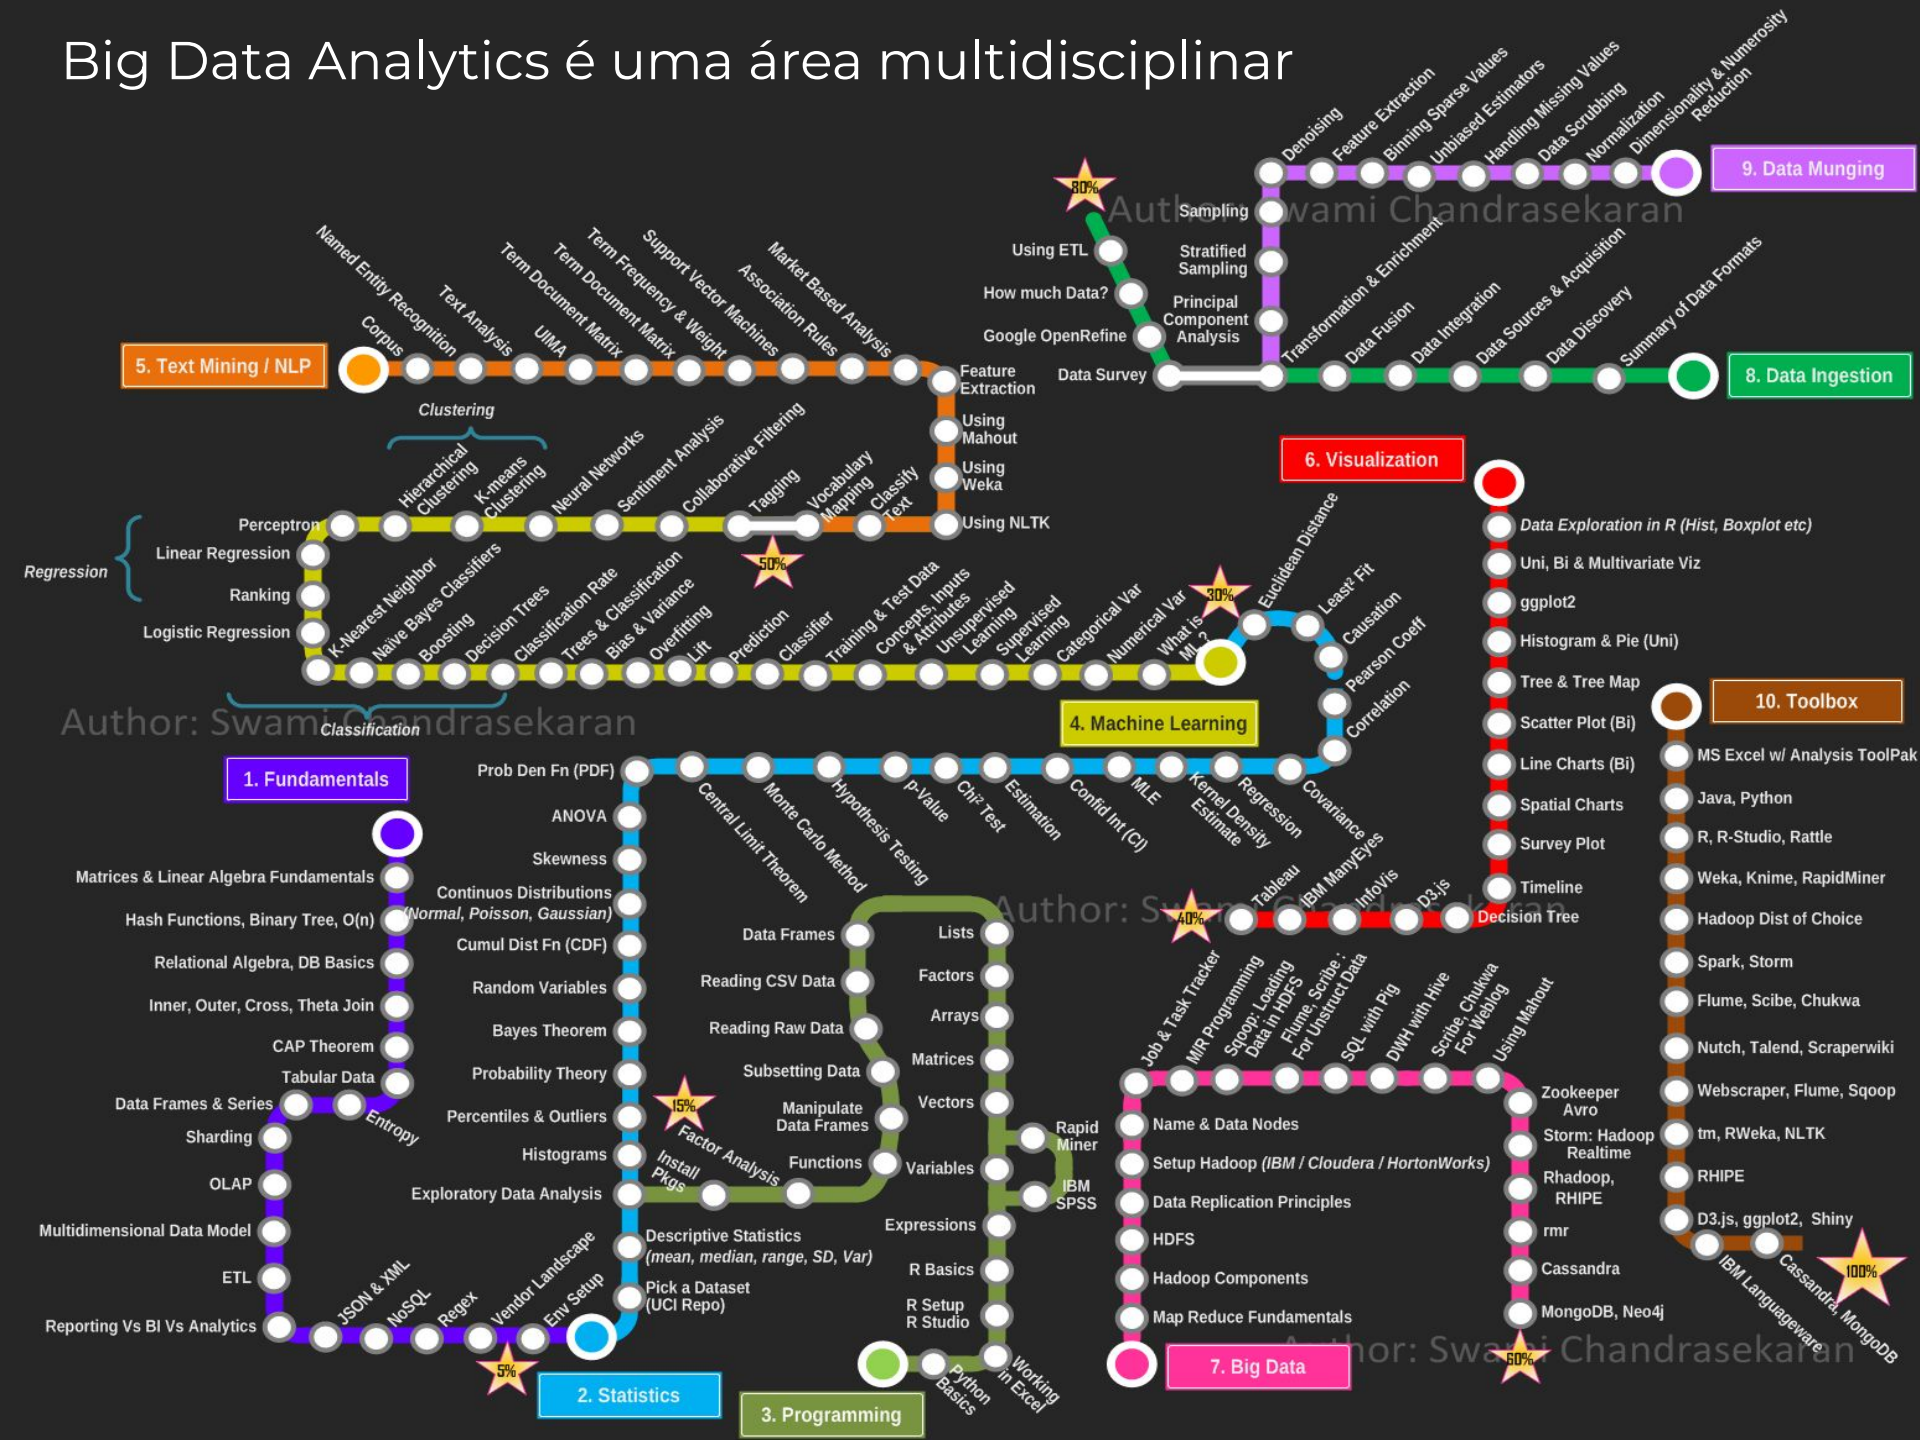 Big Data Analytics é uma área multidisciplinar
Denoising
Feature Extraction
Binning Sparse Values
Unbiased Estimators
Handling Missing Values
Data Scrubbing
Normalization
Dimensionality & Numerosity
Reduction
9. Data Munging
80%
Author: Swami Chandrasekaran
Sampling
Stratified
Sampling
Principal
Component
Analysis
Using ETL
How much Data?
Google OpenRefine
Data Survey
Transformation & Enrichment
Data Fusion
Data Integration
Data Sources & Acquisition
Data Discovery
Summary of Data Formats
8. Data Ingestion
5. Text Mining / NLP
Corpus
Named Entity Recognition
Text Analysis
UIMA
Term Document Matrix
Term Document Matrix
Term Frequency & Weight
Support Vector Machines
Association Rules
Market Based Analysis
Feature
Extraction
Using
Mahout
Using
Weka
Using NLTK
Classify
Text
Vocabulary
Mapping
50%
Tagging
Collaborative Filtering
Sentiment Analysis
Neural Networks
Clustering
K-means
Clustering
Hierarchical
Clustering
Perceptron
Regression
Linear Regression
Ranking
Logistic Regression
K-Nearest Neighbor
Naïve Bayes Classifiers
Boosting
Decision Trees
Classification Rate
Trees & Classification
Bias & Variance
Overfitting
Lift
Prediction
Classifier
Training & Test Data
Concepts, Inputs
& Attributes
Unsupervised
Learning
Supervised
Learning
Categorical Var
Numerical Var
What is
ML?
30%
Classification
Author: Swami Chandrasekaran
4. Machine Learning
Euclidean Distance
Least² Fit
Causation
Pearson Coeff
Correlation
6. Visualization
Data Exploration in R (Hist, Boxplot etc)
Uni, Bi & Multivariate Viz
ggplot2
Histogram & Pie (Uni)
Tree & Tree Map
Scatter Plot (Bi)
Line Charts (Bi)
Spatial Charts
Survey Plot
Timeline
Decision Tree
D3.js
InfoVis
IBM ManyEyes
Tableau
40%
10. Toolbox
MS Excel w/ Analysis ToolPak
Java, Python
R, R-Studio, Rattle
Weka, Knime, RapidMiner
Hadoop Dist of Choice
Spark, Storm
Flume, Scibe, Chukwa
Nutch, Talend, Scraperwiki
Webscraper, Flume, Sqoop
tm, RWeka, NLTK
RHIPE
D3.js, ggplot2, Shiny
IBM Languageware
Cassandra, MongoDB
100%
1. Fundamentals
Matrices & Linear Algebra Fundamentals
Hash Functions, Binary Tree, O(n)
Relational Algebra, DB Basics
Inner, Outer, Cross, Theta Join
CAP Theorem
Tabular Data
Entropy
Data Frames & Series
Sharding
OLAP
Multidimensional Data Model
ETL
Reporting Vs BI Vs Analytics
JSON & XML
NoSQL
Regex
Vendor Landscape
Env Setup
5%
2. Statistics
Pick a Dataset
(UCI Repo)
Descriptive Statistics
(mean, median, range, SD, Var)
Exploratory Data Analysis
Histograms
Percentiles & Outliers
Probability Theory
Bayes Theorem
Random Variables
Cumul Dist Fn (CDF)
Continuos Distributions
(Normal, Poisson, Gaussian)
Skewness
ANOVA
Prob Den Fn (PDF)
Central Limit Theorem
Monte Carlo Method
Hypothesis Testing
p-Value
Chi² Test
Estimation
Confid Int (CI)
MLE
Kernel Density
Estimate
Regression
Covariance
15%
Install
Pkgs
Factor Analysis
Functions
Manipulate
Data Frames
Subsetting Data
Reading Raw Data
Reading CSV Data
Data Frames
Lists
Factors
Arrays
Matrices
Vectors
Variables
Rapid
Miner
IBM
SPSS
Expressions
R Basics
R Setup
R Studio
Working
in Excel
Python
Basics
3. Programming
Author: Swami Chandrasekaran
Job & Task Tracker
M/R Programming
Sqoop: Loading
Data in HDFS
Flume, Scribe :
For Unstruct Data
SQL with Pig
DWH with Hive
Scribe, Chukwa
For Weblog
Using Mahout
Name & Data Nodes
Setup Hadoop (IBM / Cloudera / HortonWorks)
Data Replication Principles
HDFS
Hadoop Components
Map Reduce Fundamentals
7. Big Data
Zookeeper
Avro
Storm: Hadoop
Realtime
Rhadoop,
RHIPE
rmr
Cassandra
MongoDB, Neo4j
60%
Author: Swami Chandrasekaran